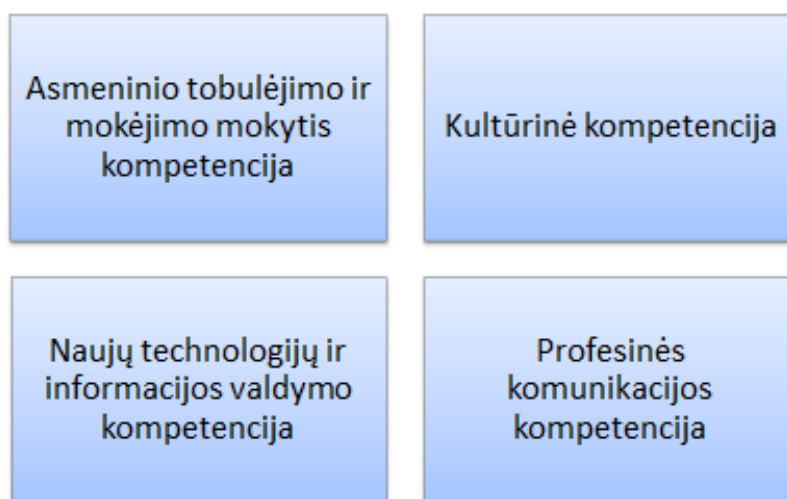 Asmeninio tobulėjimo ir
mokėjimo mokytis
kompetencija
Kultūrinė kompetencija
Naujų technologijų ir
informacijos valdymo
kompetencija
Profesinės
komunikacijos
kompetencija